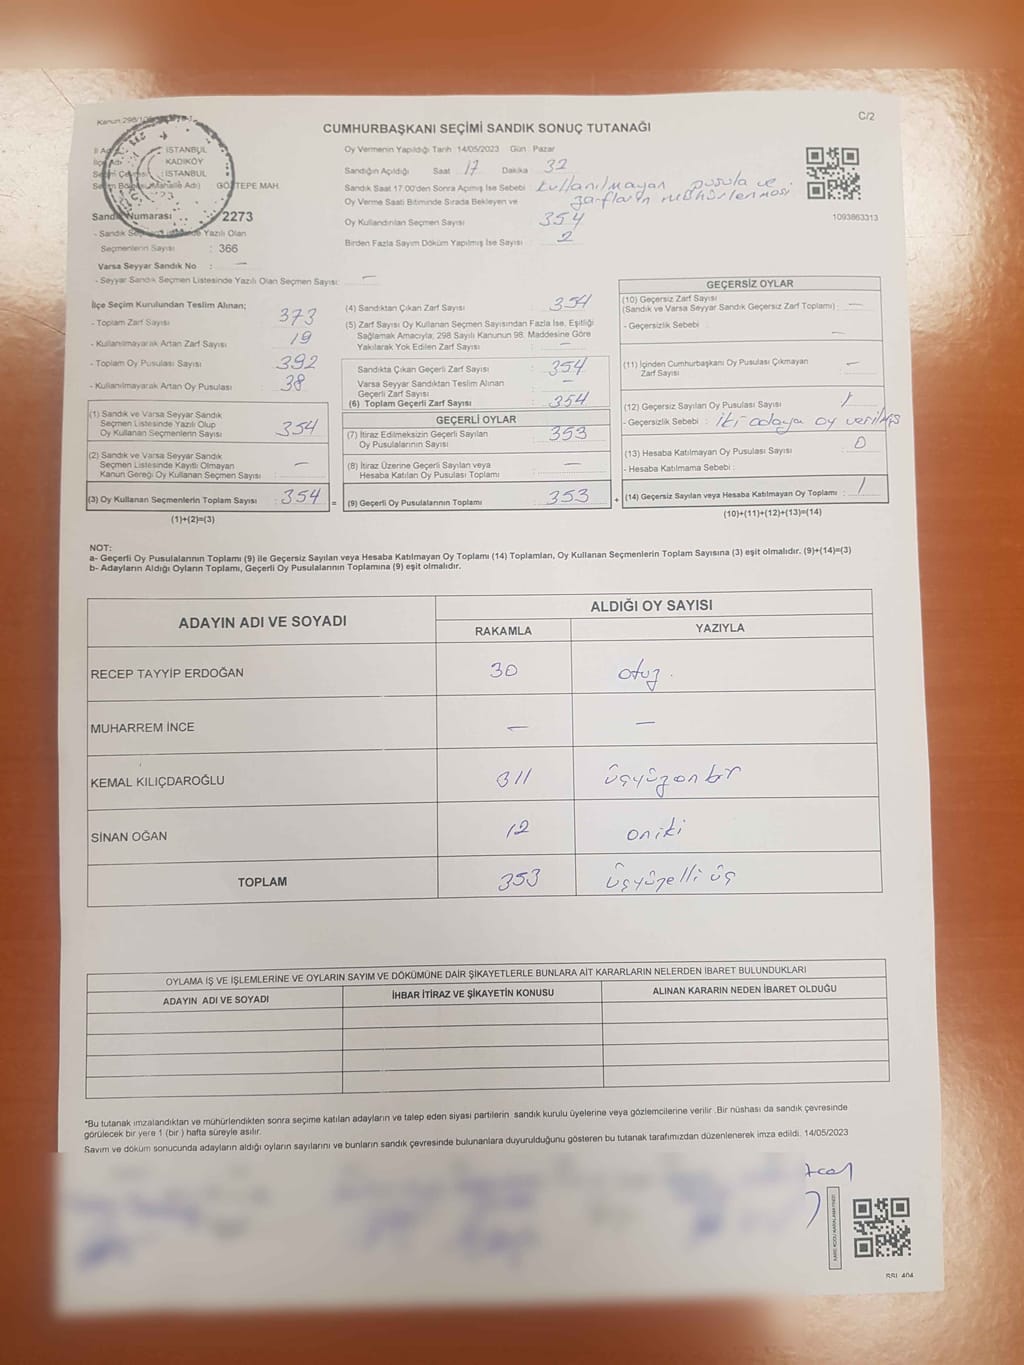 C/2
CUMHURBAŞKANI SEÇİMİ SANDIK SONUÇ TUTANAĞI
İSTANBUL
KADIKÖY
: İSTANBUL
GÖZTEPE MAH.
Sandık Numarası 2273
- Sandık Seçmen Listesinde Yazılı Olan
Seçmenlerin Sayısı : 366
Varsa Seyyar Sandık No : —
- Seyyar Sandık Seçmen Listesinde Yazılı Olan Seçmen Sayısı: —
Oy Vermenin Yapıldığı Tarih 14/05/2023 Gün Pazar
Sandığın Açıldığı Saat 17 Dakika 32
Sandık Saat 17.00'den Sonra Açılmış İse Sebebi : Kullanılmayan pusula ve
Oy Verme Saati Bitiminde Sırada Bekleyen ve zarfların mühürlenmesi
Oy Kullandırılan Seçmen Sayısı 354
Birden Fazla Sayım Döküm Yapılmış İse Sayısı 2
1093863313
İlçe Seçim Kurulundan Teslim Alınan;
- Toplam Zarf Sayısı 373
- Kullanılmayarak Artan Zarf Sayısı : 19
- Toplam Oy Pusulası Sayısı : 392
- Kullanılmayarak Artan Oy Pusulası : 38
(1) Sandık ve Varsa Seyyar Sandık
Seçmen Listesinde Yazılı Olup
Oy Kullanan Seçmenlerin Sayısı : 354
(2) Sandık ve Varsa Seyyar Sandık
Seçmen Listesinde Kayıtlı Olmayan
Kanun Gereği Oy Kullanan Seçmen Sayısı : —
(3) Oy Kullanan Seçmenlerin Toplam Sayısı : 354 =
(1)+(2)=(3)
(4) Sandıktan Çıkan Zarf Sayısı : 354
(5) Zarf Sayısı Oy Kullanan Seçmen Sayısından Fazla İse, Eşitliği
Sağlamak Amacıyla; 298 Sayılı Kanunun 98. Maddesine Göre
Yakılarak Yok Edilen Zarf Sayısı : —
Sandıkta Çıkan Geçerli Zarf Sayısı : 354
Varsa Seyyar Sandıktan Teslim Alınan
Geçerli Zarf Sayısı : —
(6) Toplam Geçerli Zarf Sayısı : 354
GEÇERLİ OYLAR
(7) İtiraz Edilmeksizin Geçerli Sayılan
Oy Pusulalarının Sayısı : 353
(8) İtiraz Üzerine Geçerli Sayılan veya
Hesaba Katılan Oy Pusulası Toplamı : —
(9) Geçerli Oy Pusulalarının Toplamı : 353 +
GEÇERSİZ OYLAR
(10) Geçersiz Zarf Sayısı
(Sandık ve Varsa Seyyar Sandık Geçersiz Zarf Toplamı) : —
- Geçersizlik Sebebi : —
(11) İçinden Cumhurbaşkanı Oy Pusulası Çıkmayan
Zarf Sayısı : —
(12) Geçersiz Sayılan Oy Pusulası Sayısı : 1
- Geçersizlik Sebebi : iki adaya oy verilmiş
(13) Hesaba Katılmayan Oy Pusulası Sayısı : 0
- Hesaba Katılmama Sebebi :
(14) Geçersiz Sayılan veya Hesaba Katılmayan Oy Toplamı : 1
(10)+(11)+(12)+(13)=(14)
NOT:
a- Geçerli Oy Pusulalarının Toplamı (9) ile Geçersiz Sayılan veya Hesaba Katılmayan Oy Toplamı (14) Toplamları, Oy Kullanan Seçmenlerin Toplam Sayısına (3) eşit olmalıdır. (9)+(14)=(3)
b- Adayların Aldığı Oyların Toplamı, Geçerli Oy Pusulalarının Toplamına (9) eşit olmalıdır.
ADAYIN ADI VE SOYADI ALDIĞI OY SAYISI
RAKAMLA YAZIYLA
RECEP TAYYİP ERDOĞAN 30 otuz.
MUHARREM İNCE — —
KEMAL KILIÇDAROĞLU 311 üçyüzonbir
SİNAN OĞAN 12 oniki
TOPLAM 353 üçyüzelli üç
OYLAMA İŞ VE İŞLEMLERİNE VE OYLARIN SAYIM VE DÖKÜMÜNE DAİR ŞİKAYETLERLE BUNLARA AİT KARARLARIN NELERDEN İBARET BULUNDUKLARI
ADAYIN ADI VE SOYADI İHBAR İTİRAZ VE ŞİKAYETİN KONUSU ALINAN KARARIN NEDEN İBARET OLDUĞU
*Bu tutanak imzalandıktan ve mühürlendikten sonra seçime katılan adayların ve talep eden siyasi partilerin sandık kurulu üyelerine veya gözlemcilerine verilir. Bir nüshası da sandık çevresinde
görülecek bir yere 1 (bir) hafta süreyle asılır.
Sayım ve döküm sonucunda adayların aldığı oyların sayılarını ve bunların sandık çevresinde bulunanlara duyurulduğunu gösteren bu tutanak tarafımızdan düzenlenerek imza edildi. 14/05/2023